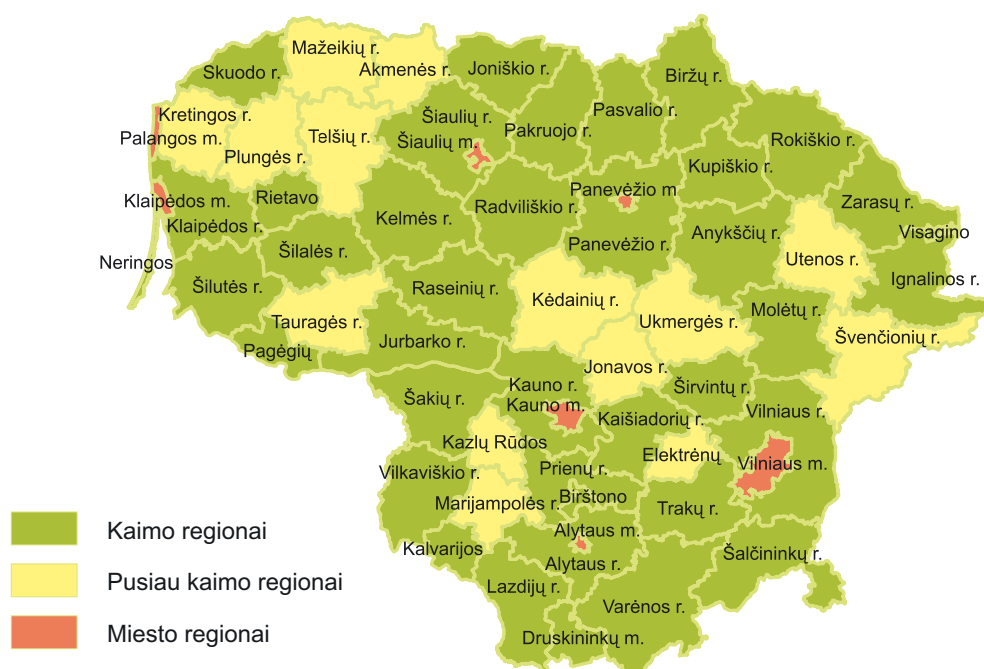 Mažeikių r.
Skuodo r.
Akmenės r.
Joniškio r.
Biržų r.
Kretingos r.
Šiaulių r.
Pasvalio r.
Palangos m.
Telšių r.
Šiaulių m.
Pakruojo r.
Rokiškio r.
Plungės r.
Kupiškio r.
Klaipėdos m.
Rietavo
Panevėžio m
Zarasų r.
Klaipėdos r.
Kelmės r.
Radviliškio r.
Anykščių r.
Visagino
Neringos
Šilalės r.
Panevėžio r.
Utenos r.
Šilutės r.
Raseinių r.
Kėdainių r.
Ignalinos r.
Tauragės r.
Ukmergės r.
Molėtų r.
Pagėgių
Jurbarko r.
Švenčionių r.
Jonavos r.
Šakių r.
Kauno r.
Širvintų r.
Kauno m.
Kaišiadorių r.
Vilniaus r.
Kazlų Rūdos
Elektrėnų
Vilkaviškio r.
Prienų r.
Vilniaus m.
Marijampolės r.
Birštono
Trakų r.
Kaimo regionai
Alytaus m.
Kalvarijos
Alytaus r.
Šalčininkų r.
Pusiau kaimo regionai
Lazdijų r.
Varėnos r.
Miesto regionai
Druskininkų m.